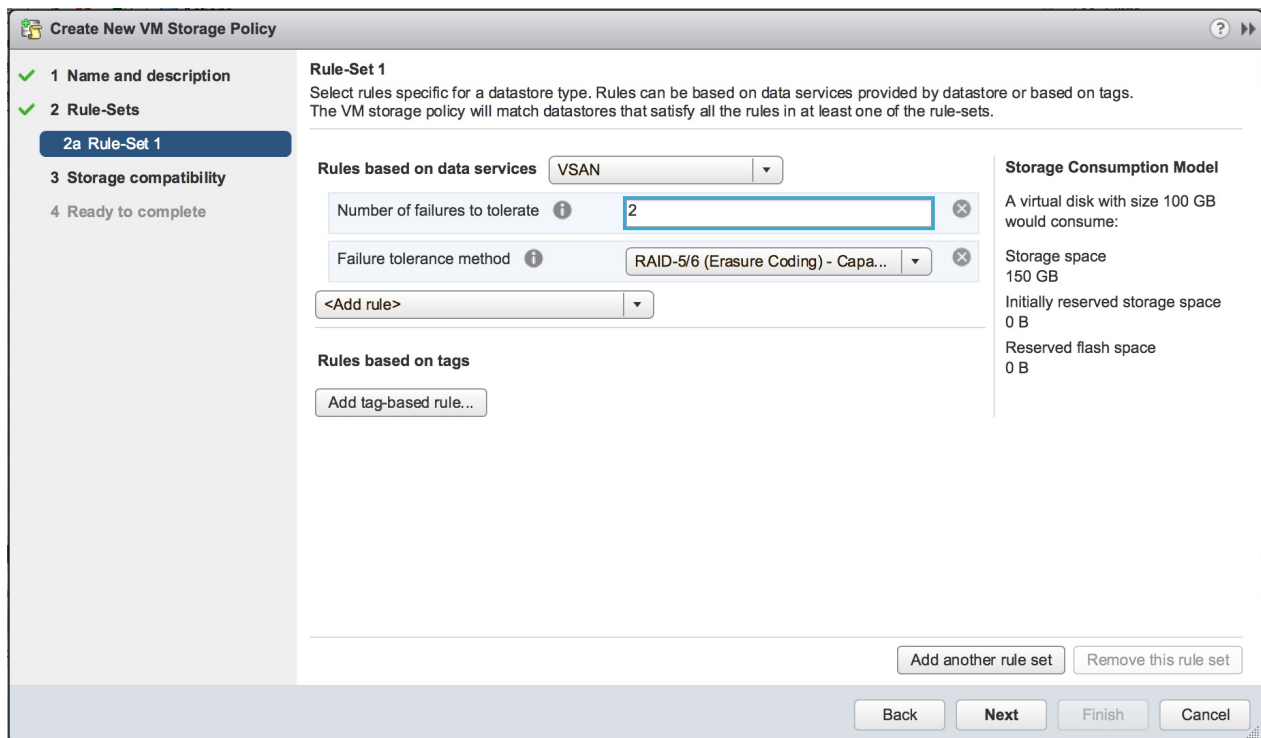 Create New VM Storage Policy
?
1 Name and description
2 Rule-Sets
2a Rule-Set 1
3 Storage compatibility
4 Ready to complete
Rule-Set 1
Select rules specific for a datastore type. Rules can be based on data services provided by datastore or based on tags.
The VM storage policy will match datastores that satisfy all the rules in at least one of the rule-sets.
Rules based on data services VSAN
Number of failures to tolerate 2
Failure tolerance method RAID-5/6 (Erasure Coding) - Capa...
<Add rule>
Rules based on tags
Add tag-based rule...
Storage Consumption Model
A virtual disk with size 100 GB
would consume:
Storage space
150 GB
Initially reserved storage space
0 B
Reserved flash space
0 B
Add another rule set Remove this rule set
Back Next Finish Cancel